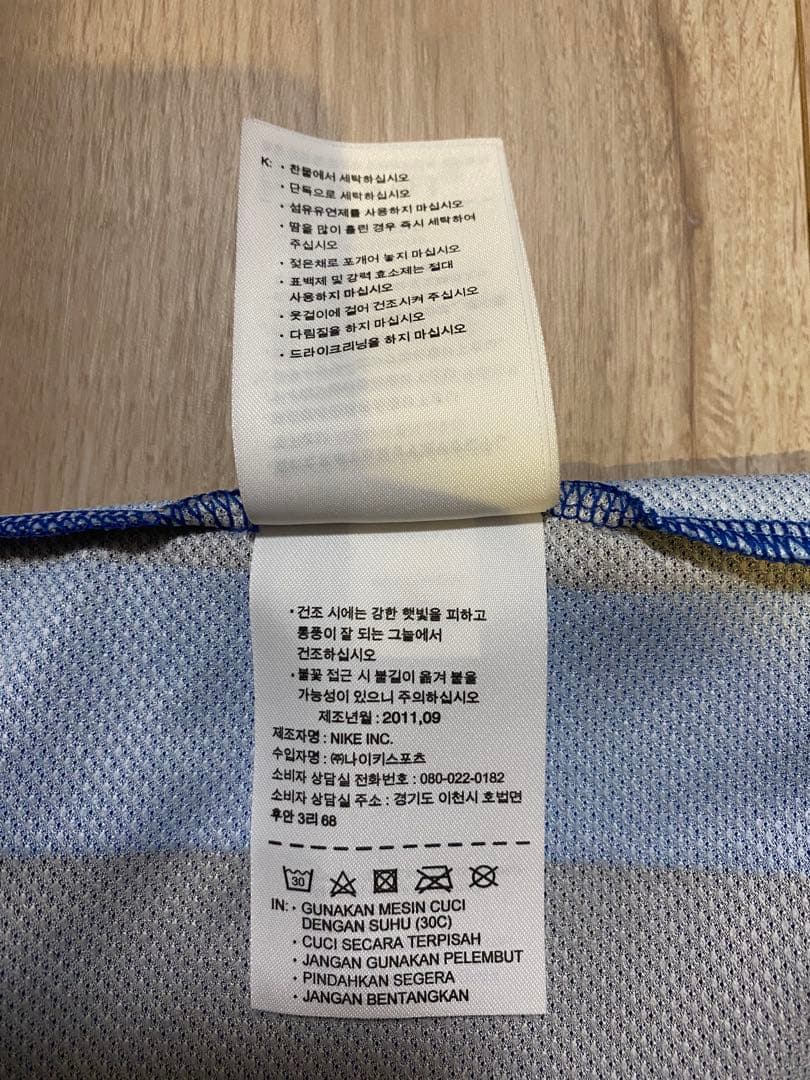 K: · 찬물에서 세탁하십시오
· 단독으로 세탁하십시오
· 섬유유연제를 사용하지 마십시오
· 땀을 많이 흘린 경우 즉시 세탁하여
주십시오
· 젖은채로 포개어 놓지 마십시오
· 표백제 및 강력 효소제는 절대
사용하지 마십시오
· 옷걸이에 걸어 건조시켜 주십시오
· 다림질을 하지 마십시오
· 드라이크리닝을 하지 마십시오
· 건조 시에는 강한 햇빛을 피하고
통풍이 잘 되는 그늘에서
건조하십시오
· 불꽃 접근 시 불길이 옮겨 붙을
가능성이 있으니 주의하십시오
제조년월 : 2011,09
제조자명 : NIKE INC.
수입자명 : ㈜나이키스포츠
소비자 상담실 전화번호 : 080-022-0182
소비자 상담실 주소 : 경기도 이천시 호법면
후안 3리 68
30
IN: · GUNAKAN MESIN CUCI
DENGAN SUHU (30C)
· CUCI SECARA TERPISAH
· JANGAN GUNAKAN PELEMBUT
· PINDAHKAN SEGERA
· JANGAN BENTANGKAN